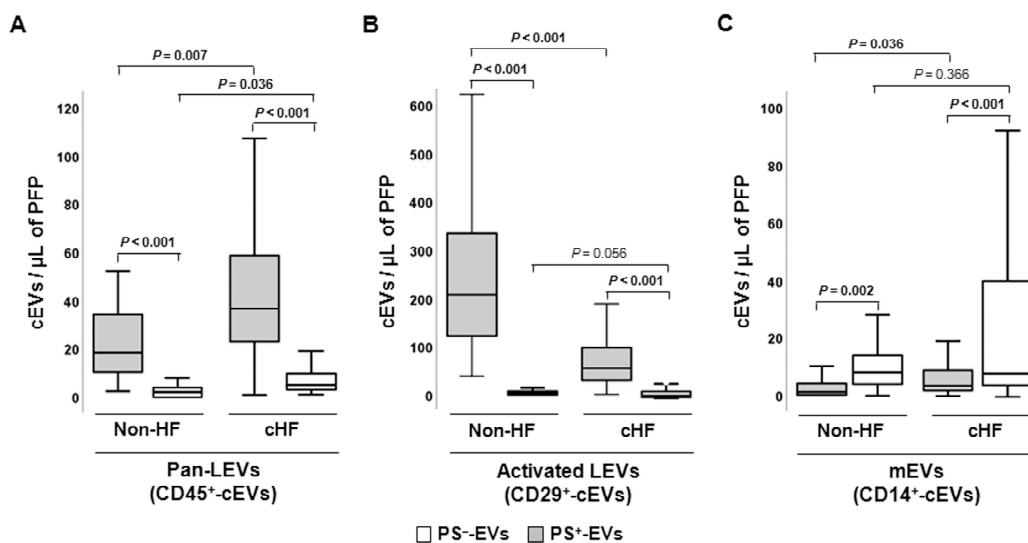 A
P = 0.007
P = 0.036
P < 0.001
P < 0.001
120
100
80
60
40
20
0
cEVs / µL of PFP
Non-HF
cHF
Pan-LEVs
(CD45⁺-cEVs)
B
P < 0.001
P < 0.001
P = 0.056
P < 0.001
600
500
400
300
200
100
0
cEVs / µL of PFP
Non-HF
cHF
Activated LEVs
(CD29⁺-cEVs)
C
P = 0.036
P = 0.366
P < 0.001
P = 0.002
100
80
60
40
20
0
cEVs / µL of PFP
Non-HF
cHF
mEVs
(CD14⁺-cEVs)
PS⁻-EVs
PS⁺-EVs